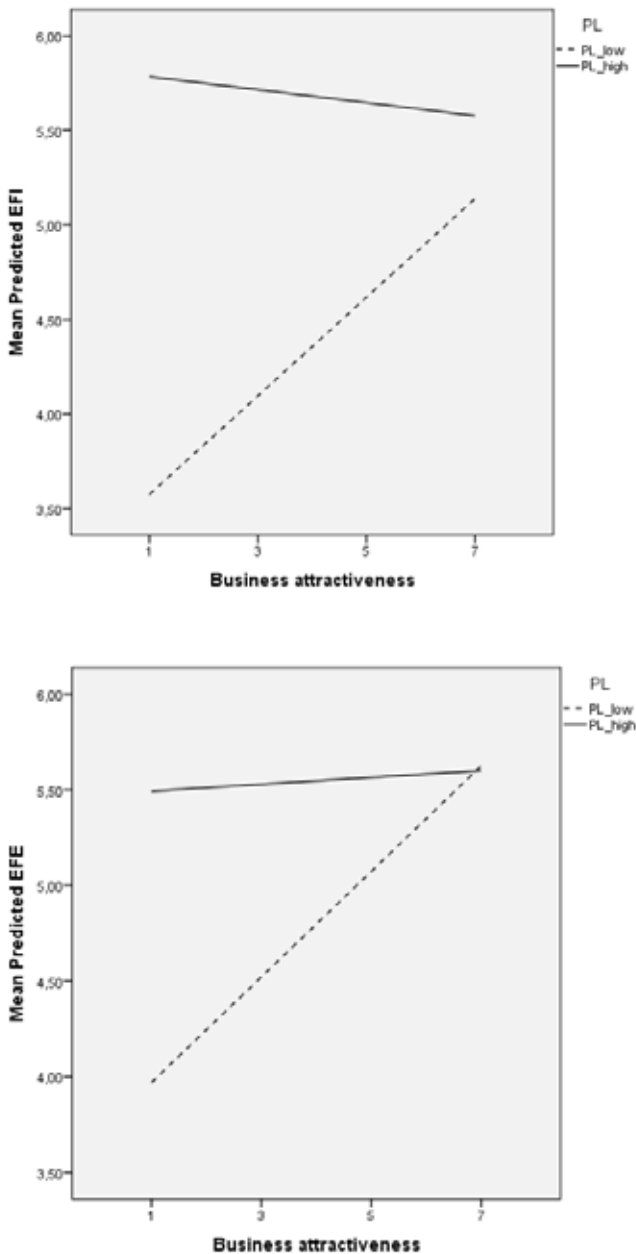 PL
PL_low
PL_high
6,00
5,50
5,00
4,50
4,00
3,50
Mean Predicted EFI
1 3 5 7
Business attractiveness
PL
PL_low
PL_high
6,00
5,50
5,00
4,50
4,00
3,50
Mean Predicted EFE
1 3 5 7
Business attractiveness